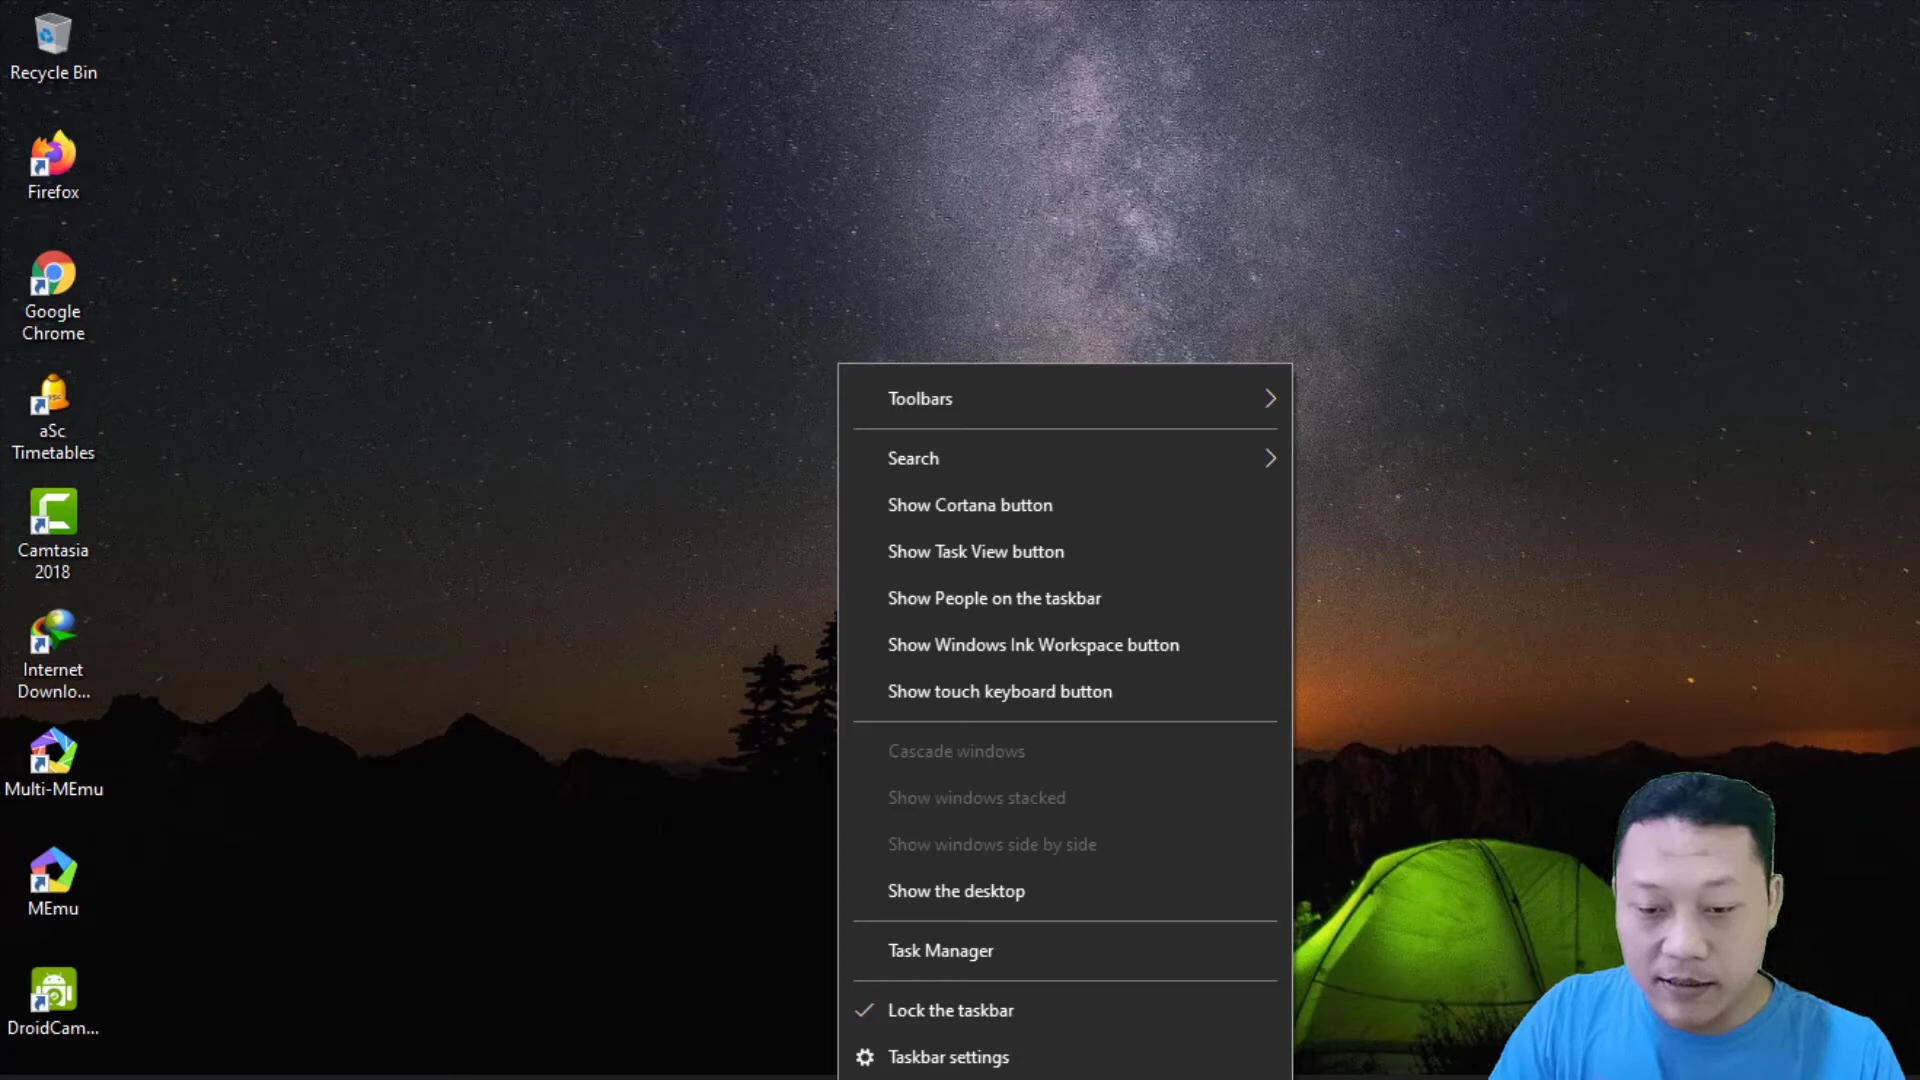 Recycle Bin
Firefox
Google
Chrome
aSc
Timetables
Camtasia
2018
Internet
Downlo...
Multi-MEmu
MEmu
DroidCam...
Toolbars
Search
Show Cortana button
Show Task View button
Show People on the taskbar
Show Windows Ink Workspace button
Show touch keyboard button
Cascade windows
Show windows stacked
Show windows side by side
Show the desktop
Task Manager
Lock the taskbar
Taskbar settings